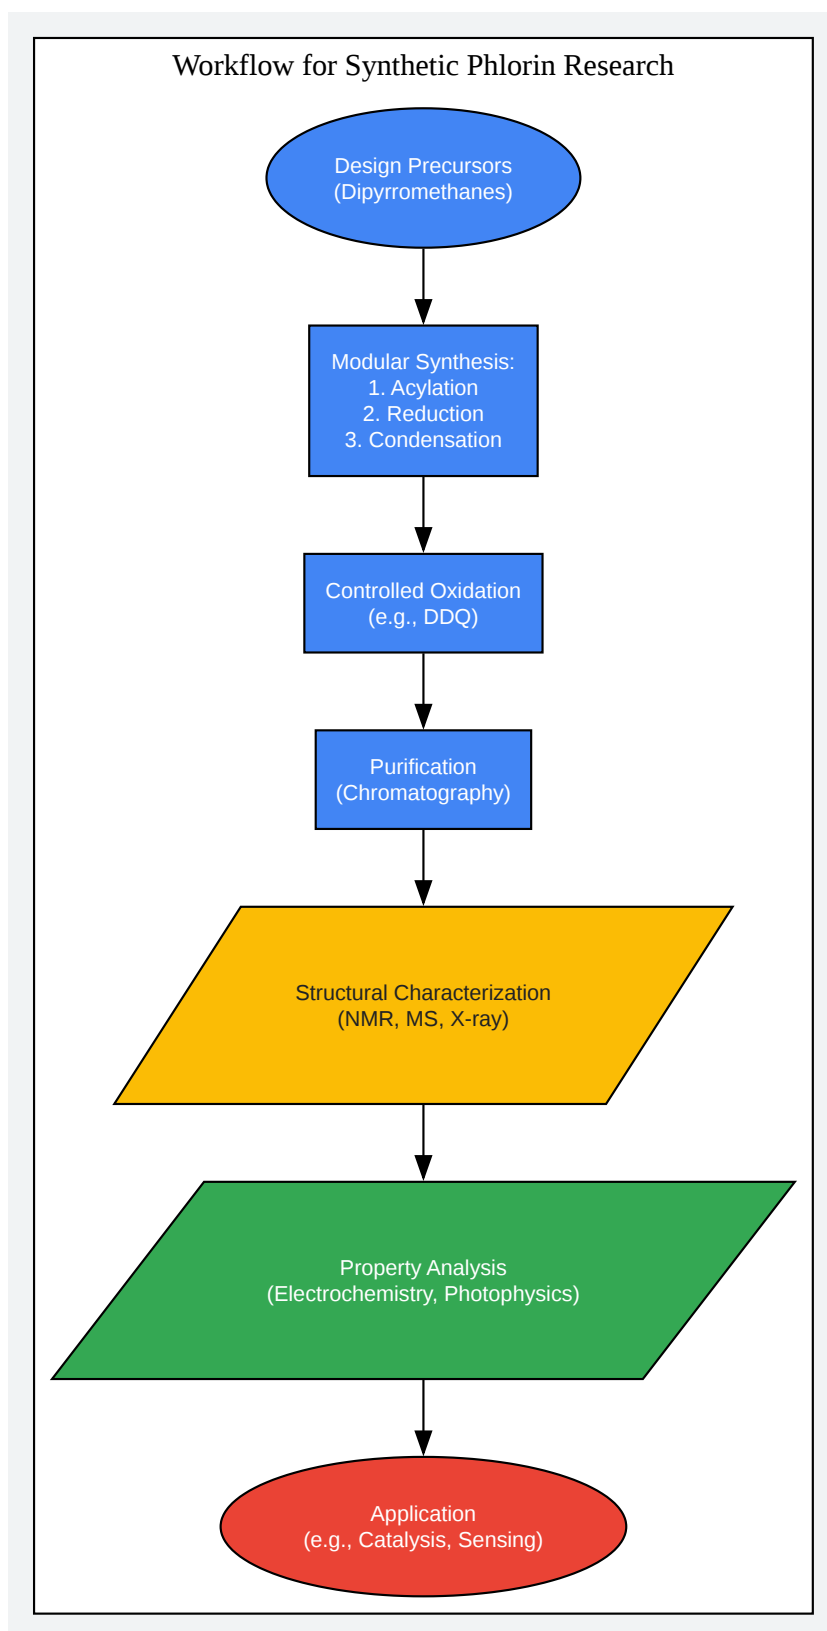 Workflow for Synthetic Phlorin Research
Design Precursors
(Dipyrromethanes)
Modular Synthesis:
1. Acylation
2. Reduction
3. Condensation
Controlled Oxidation
(e.g., DDQ)
Purification
(Chromatography)
Structural Characterization
(NMR, MS, X-ray)
Property Analysis
(Electrochemistry, Photophysics)
Application
(e.g., Catalysis, Sensing)